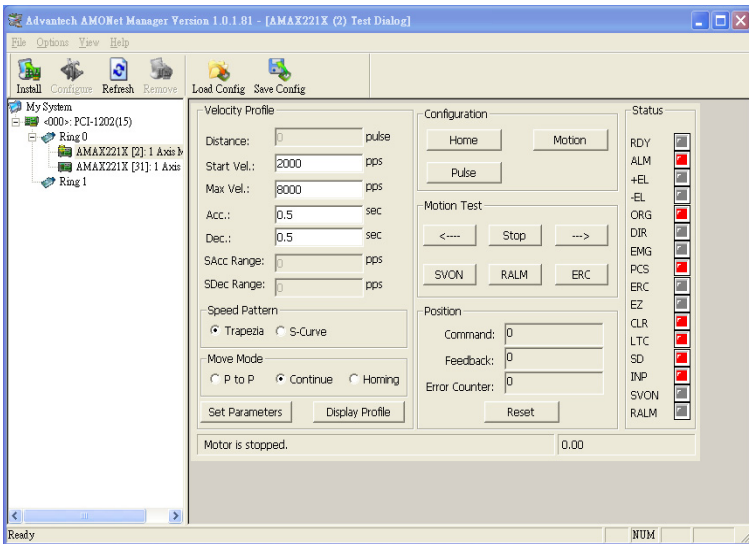 Advantech AMONet Manager Version 1.0.1.81 - [AMAX221X (2) Test Dialog]
File Options View Help
Install Configure Refresh Remove Load Config Save Config
My System
<000>: PCI-1202(15)
Ring 0
AMAX221X [2]: 1 Axis M
AMAX221X [31]: 1 Axis
Ring 1
Velocity Profile
Distance: 0 pulse
Start Vel.: 2000 pps
Max Vel.: 8000 pps
Acc.: 0.5 sec
Dec.: 0.5 sec
SAcc Range: 0 pps
SDec Range: 0 pps
Speed Pattern
Trapezia S-Curve
Move Mode
P to P Continue Homing
Set Parameters Display Profile
Configuration
Home Motion
Pulse
Motion Test
<---- Stop --->
SVON RALM ERC
Position
Command: 0
Feedback: 0
Error Counter: 0
Reset
Status
RDY
ALM
+EL
-EL
ORG
DIR
EMG
PCS
ERC
EZ
CLR
LTC
SD
INP
SVON
RALM
Motor is stopped. 0.00
Ready NUM